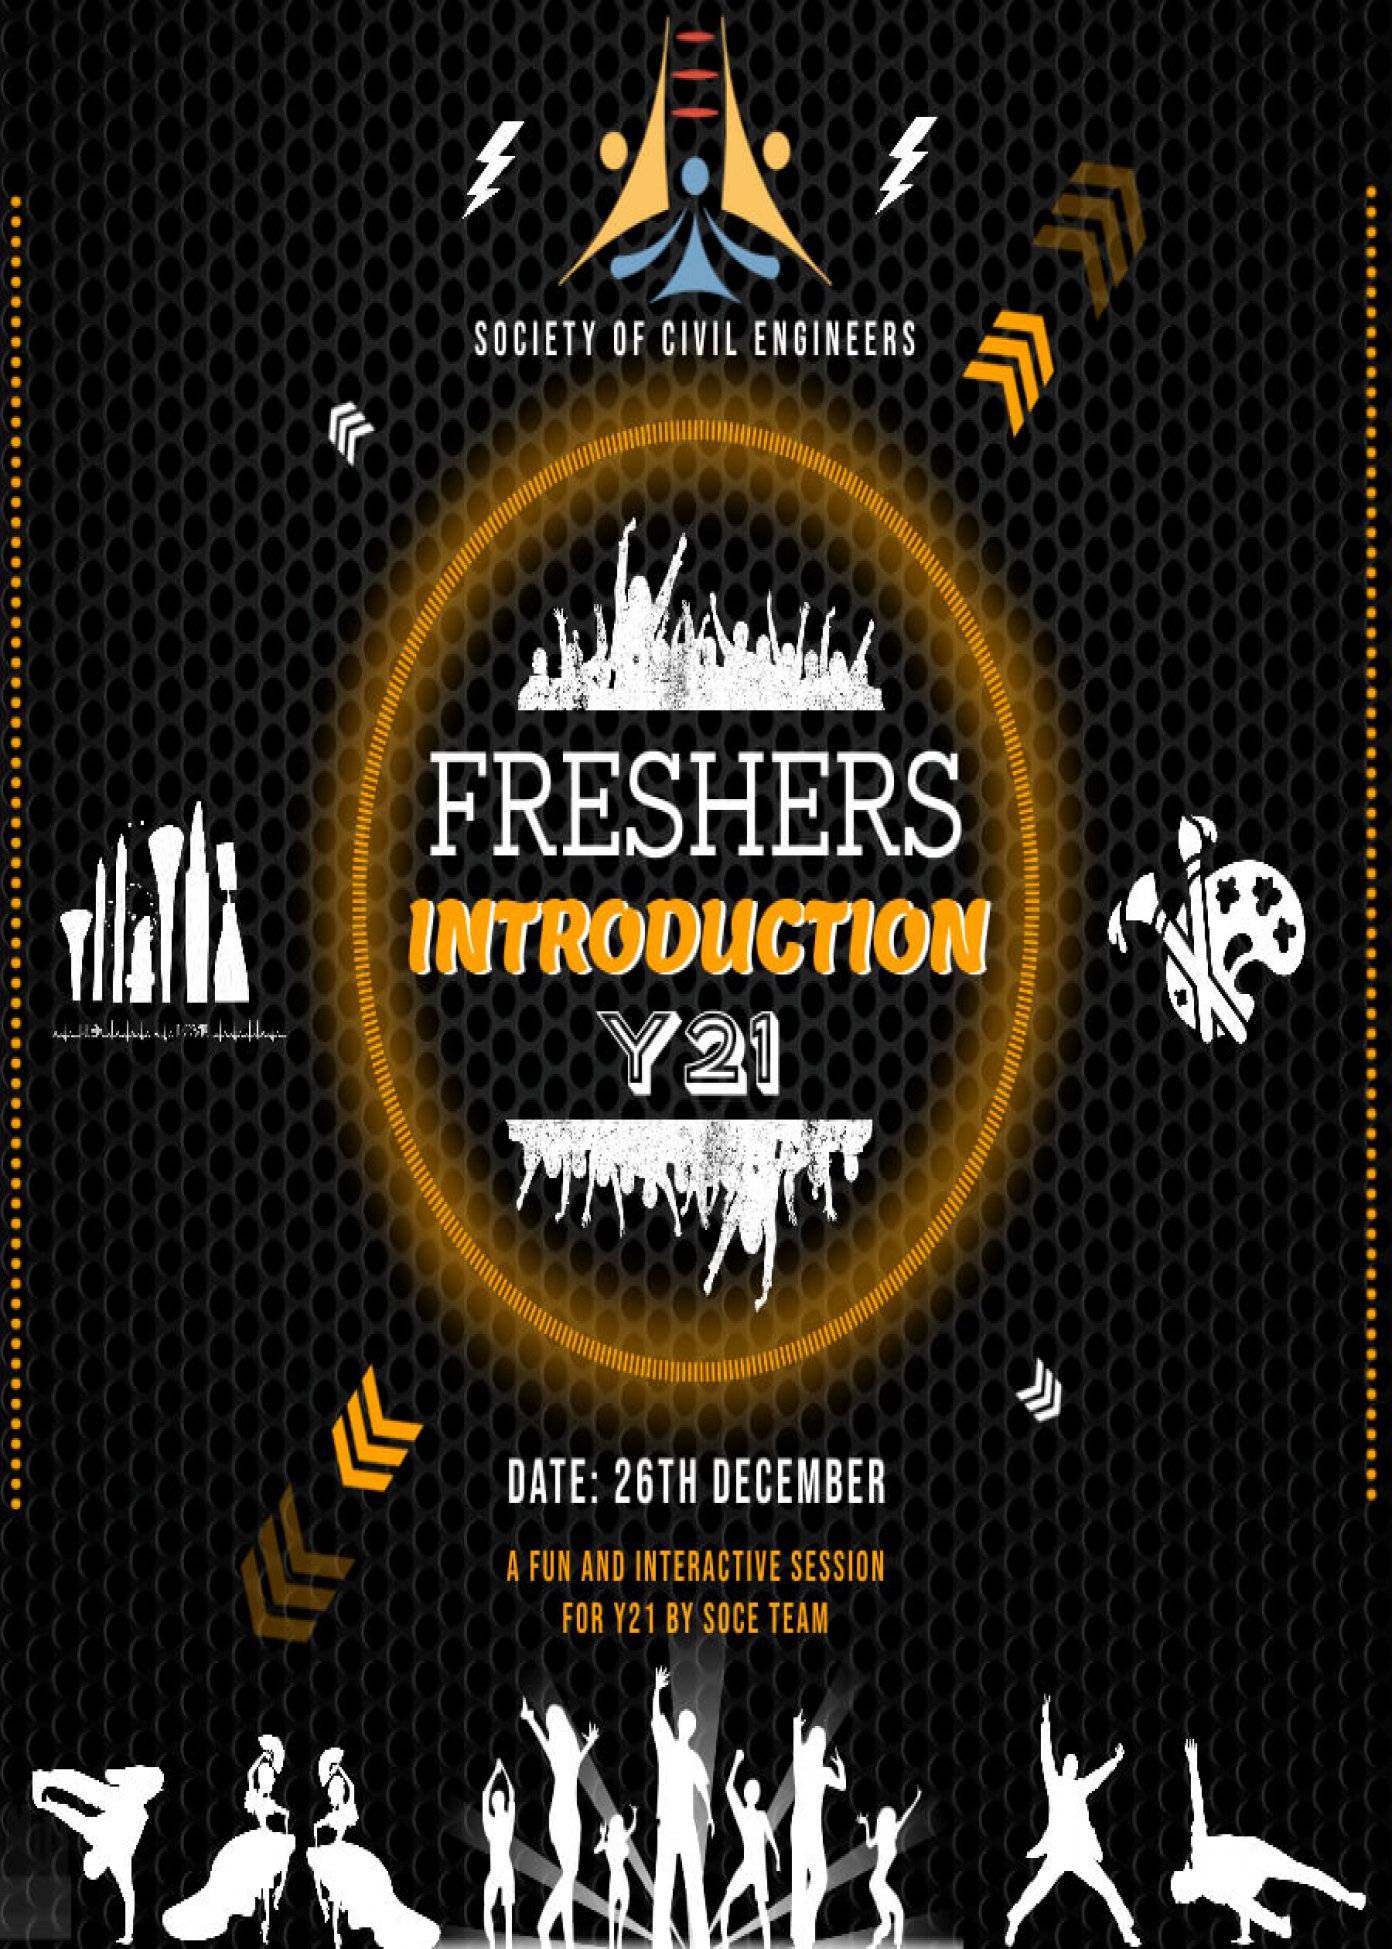 SOCIETY OF CIVIL ENGINEERS
FRESHERS
INTRODUCTION
Y21
DATE: 26TH DECEMBER
A FUN AND INTERACTIVE SESSION
FOR Y21 BY SOCE TEAM